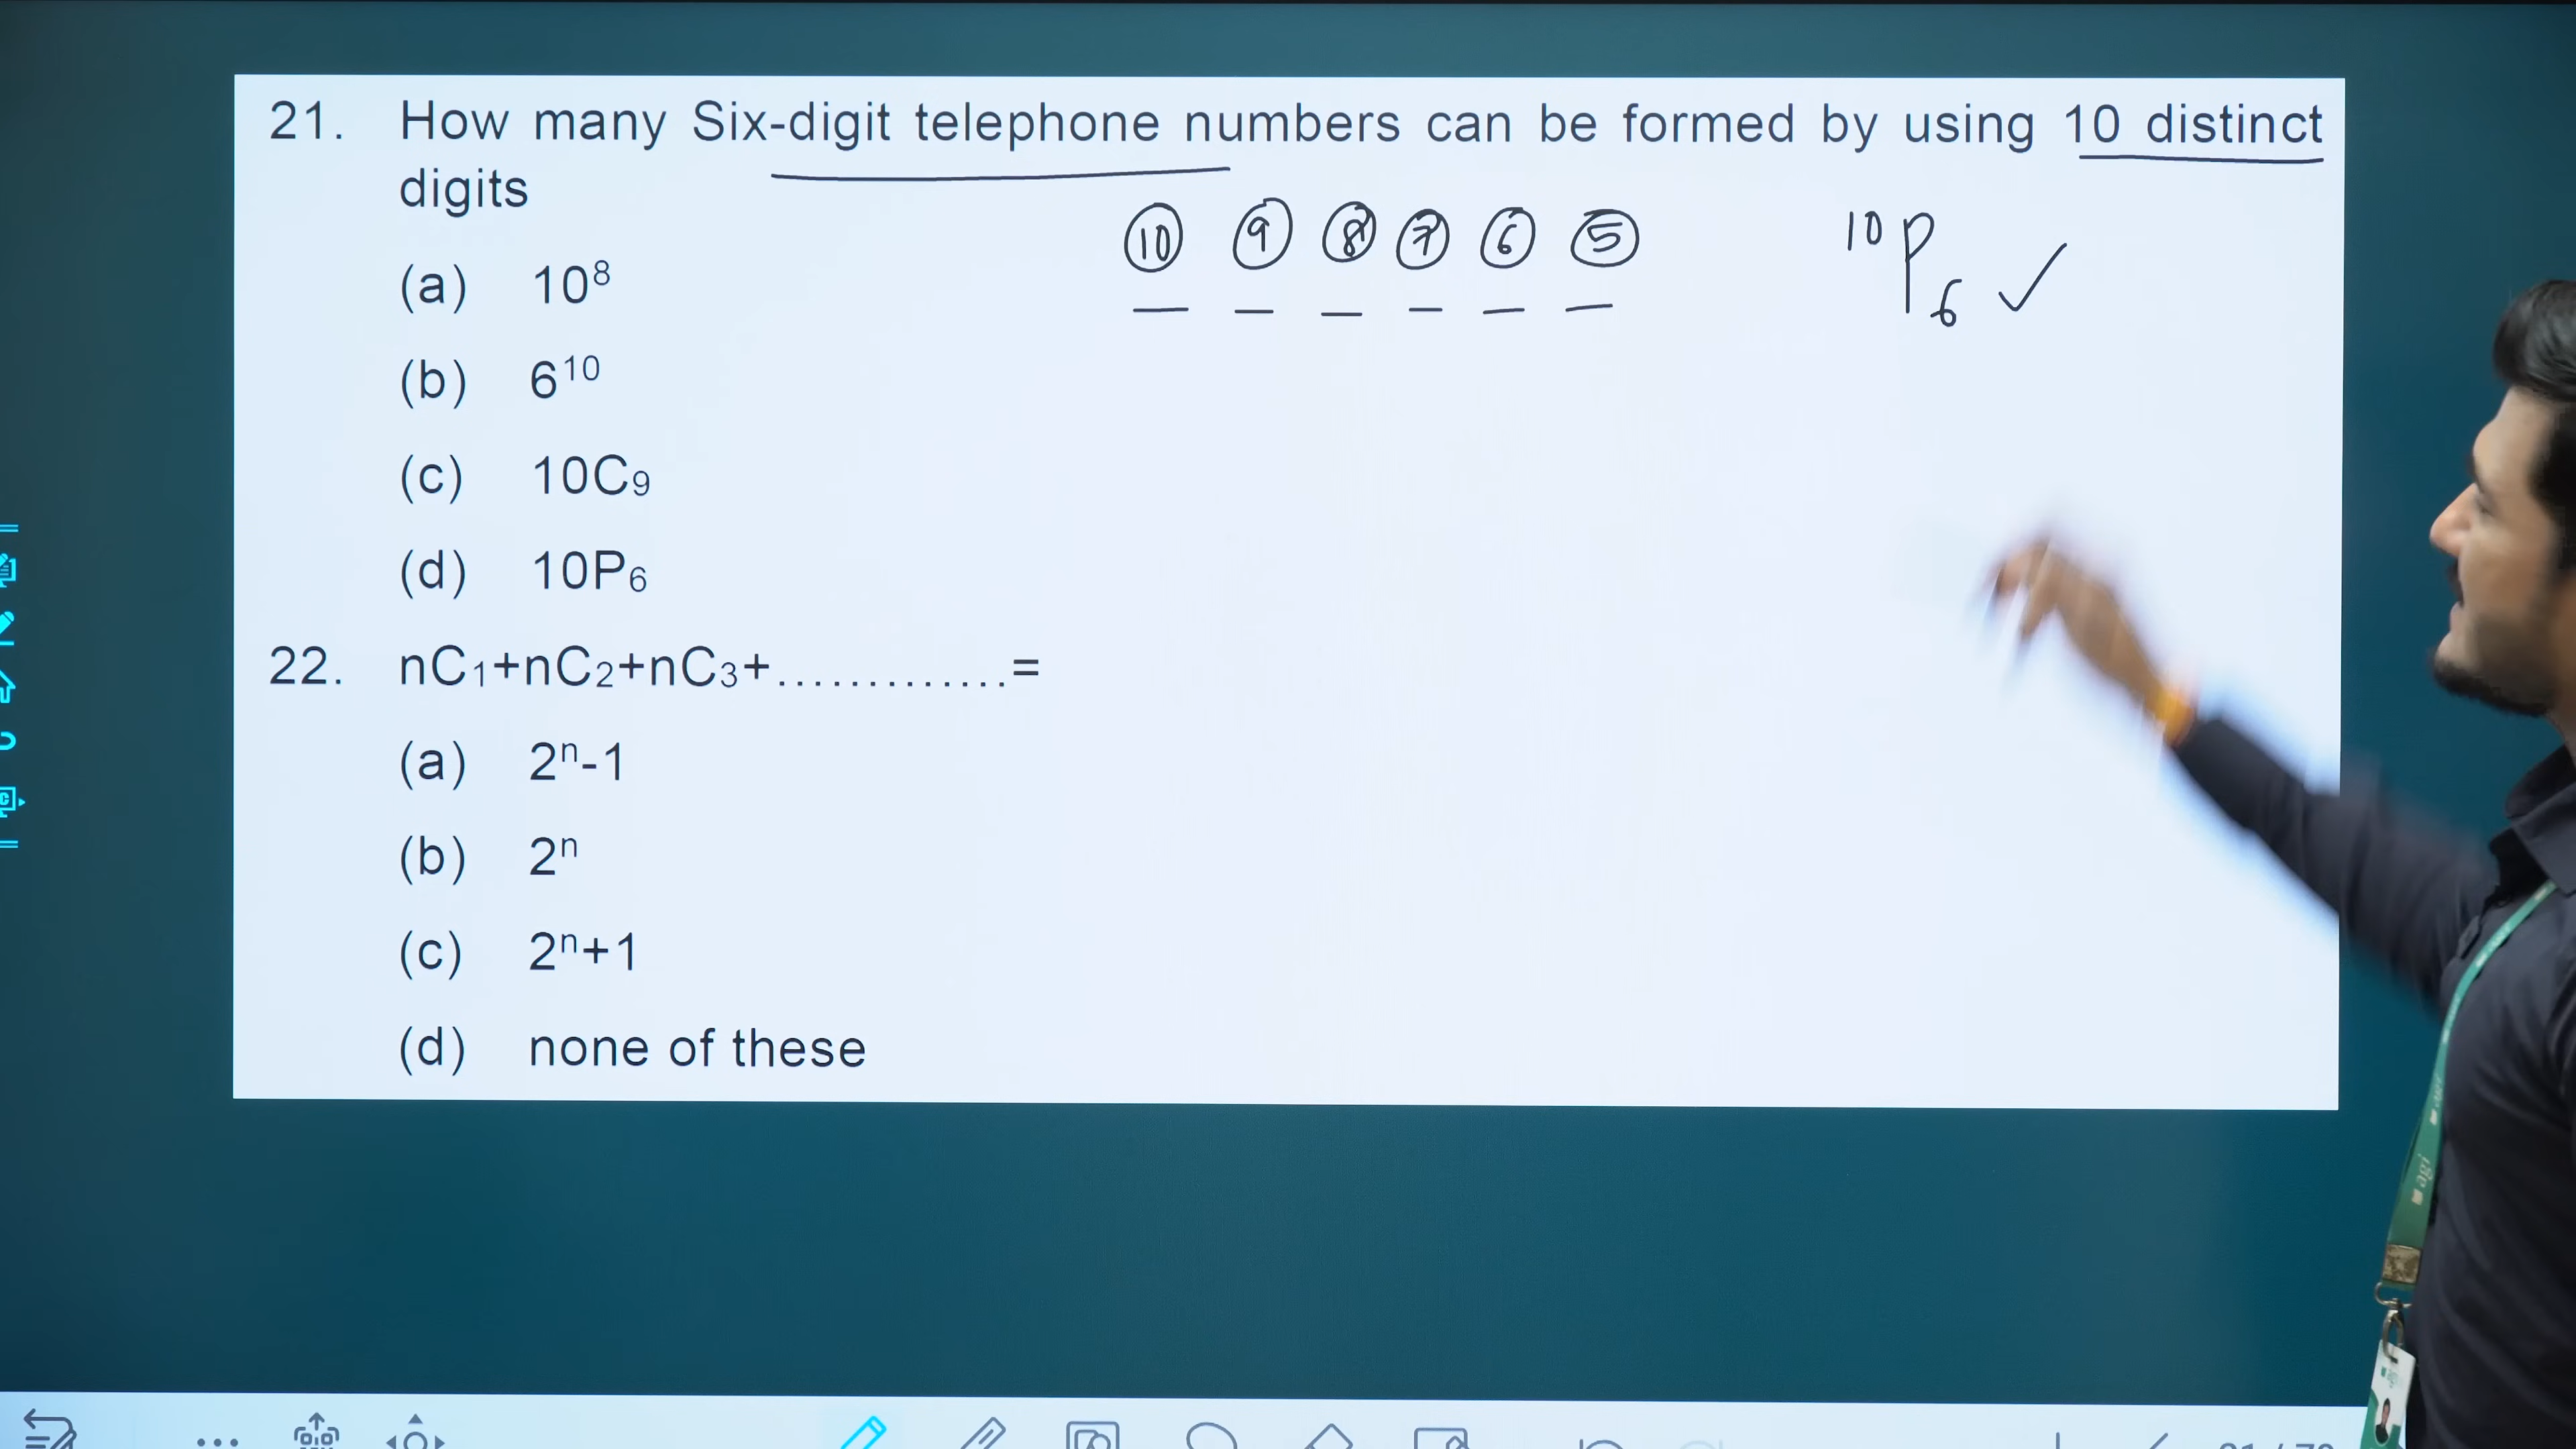 21. How many Six-digit telephone numbers can be formed by using 10 distinct
digits
10 9 8 7 6 5
¹⁰P₆ ✓
(a) 10⁸
(b) 6¹⁰
(c) 10C₉
(d) 10P₆
22. nC₁+nC₂+nC₃+.............=
(a) 2ⁿ-1
(b) 2ⁿ
(c) 2ⁿ+1
(d) none of these
agi